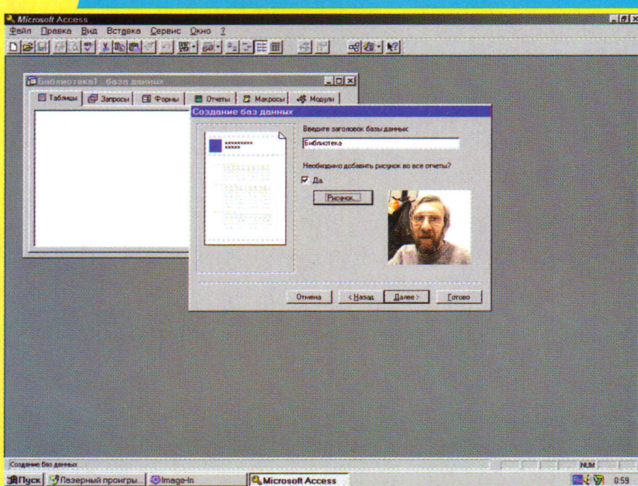 Microsoft Access
Файл Правка Вид Вставка Сервис Окно ?
Библиотека1 : база данных
Таблицы Запросы Формы Отчеты Макросы Модули
Создание баз данных
Введите заголовок базы данных:
Библиотека
Необходимо добавить рисунок во все отчеты?
Да.
Рисунок...
Отмена < Назад Далее > Готово
Создание баз данных
NUM
Пуск Лазерный проигры... Image-In Microsoft Access 0:59